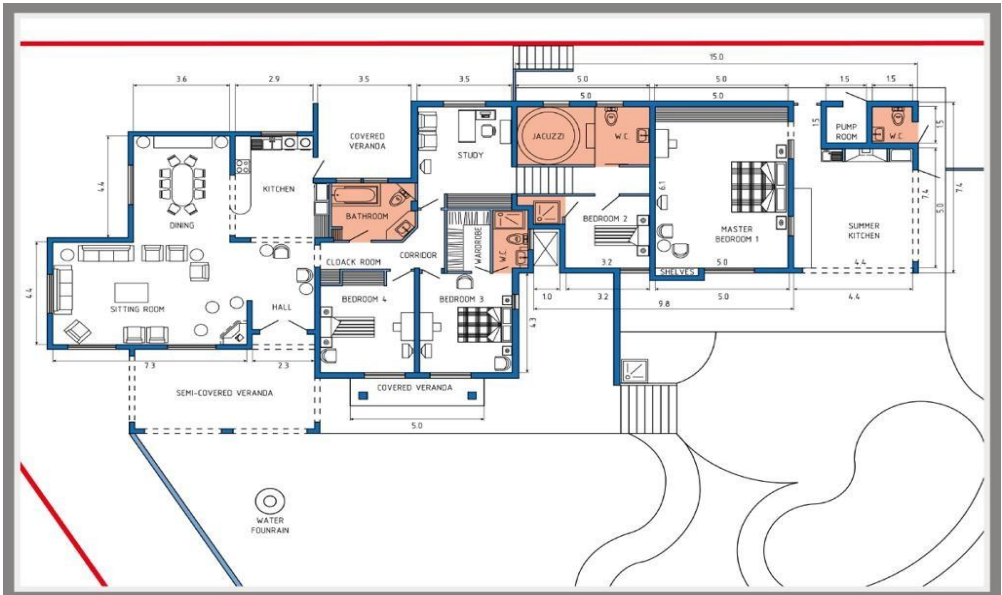 15.0
3.6
2.9
3.5
3.5
5.0
5.0
1.5
1.5
5.0
5.0
COVERED
VERANDA
STUDY
JACUZZI
W.C
PUMP
ROOM
1.5
W.C
1.5
4.4
KITCHEN
DINING
BATHROOM
6.1
BEDROOM 2
MASTER
BEDROOM 1
SUMMER
KITCHEN
7.4
5.0
7.4
WARDROBE
W.C
CLOACK ROOM
CORRIDOR
3.2
5.0
4.4
SHELVES
4.4
SITTING ROOM
HALL
BEDROOM 4
BEDROOM 3
1.0
3.2
5.0
4.4
9.8
4.3
7.3
2.3
SEMI-COVERED VERANDA
COVERED VERANDA
5.0
WATER
FOUNRAIN